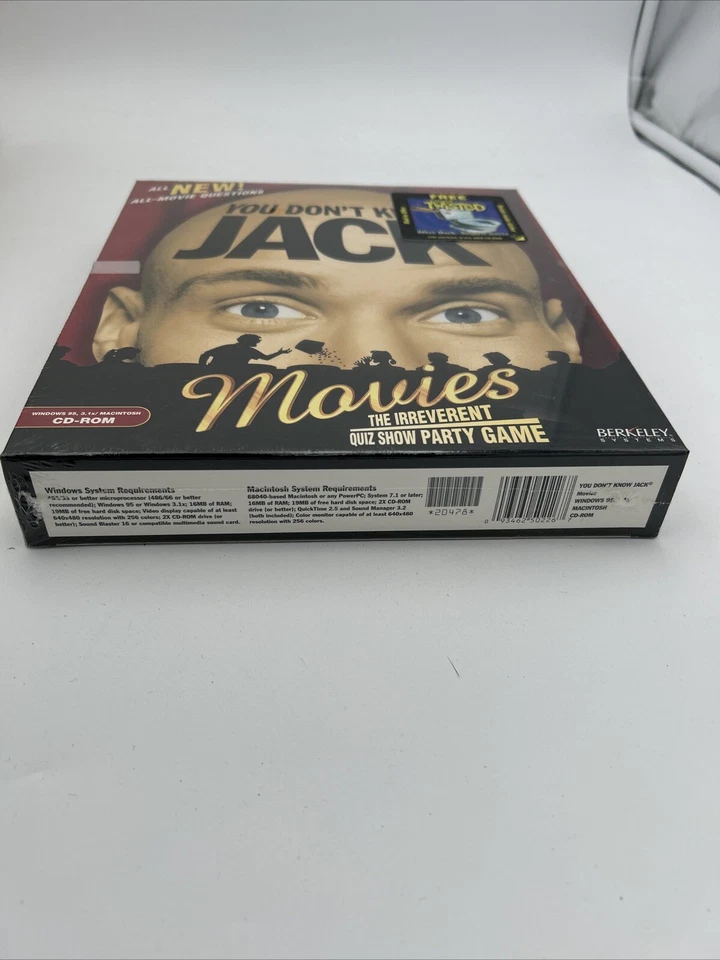 ALL NEW!
ALL-MOVIE QUESTIONS
FREE
TWISTED
YOU DON'T K
JACK
Movies
THE IRREVERENT
QUIZ SHOW PARTY GAME
WINDOWS 95, 3.1x/ MACINTOSH
CD-ROM
BERKELEY
SYSTEMS
Windows System Requirements
or better microprocessor (486/66 or better
recommended); Windows 95 or Windows 3.1x; 16MB of RAM;
19MB of free hard disk space; Video display capable of at least
640x480 resolution with 256 colors; 2X CD-ROM drive (or
better); Sound Blaster 16 or compatible multimedia sound card.
Macintosh System Requirements
68040-based Macintosh or any PowerPC; System 7.1 or later;
16MB of RAM; 19MB of free hard disk space; 2X CD-ROM
drive (or better); QuickTime 2.5 and Sound Manager 3.2
(both included); Color monitor capable of at least 640x480
resolution with 256 colors.
*20478*
0 93462 50226 7
YOU DON'T KNOW JACK®
Movies
WINDOWS 95,
MACINTOSH
CD-ROM